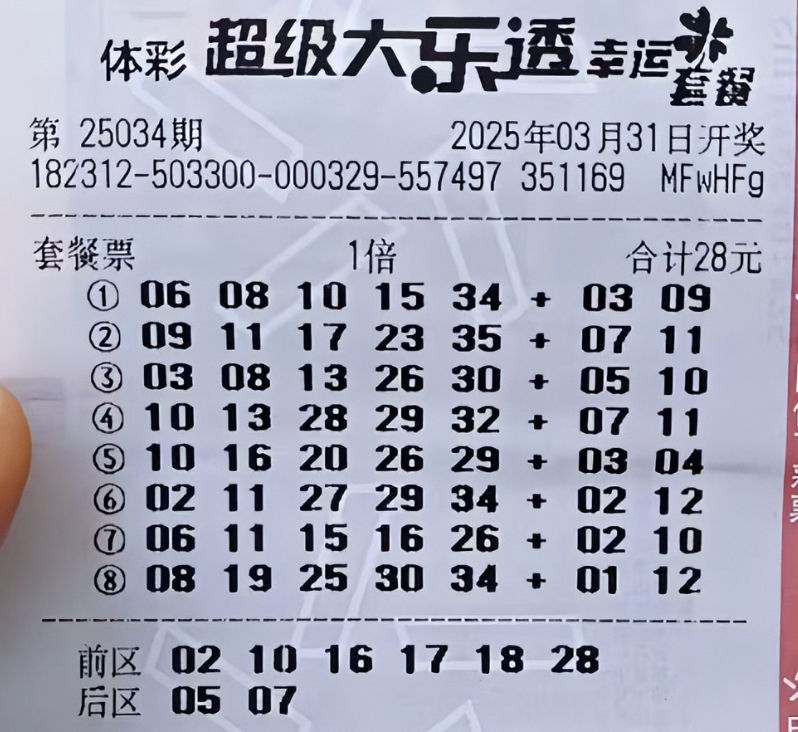 体彩 超级大乐透 幸运套餐
第 25034期 2025年03月31日开奖
182312-503300-000329-557497 351169 MFwHFg
套餐票 1倍 合计28元
① 06 08 10 15 34 + 03 09
② 09 11 17 23 35 + 07 11
③ 03 08 13 26 30 + 05 10
④ 10 13 28 29 32 + 07 11
⑤ 10 16 20 26 29 + 03 04
⑥ 02 11 27 29 34 + 02 12
⑦ 06 11 15 16 26 + 02 10
⑧ 08 19 25 30 34 + 01 12
前区 02 10 16 17 18 28
后区 05 07